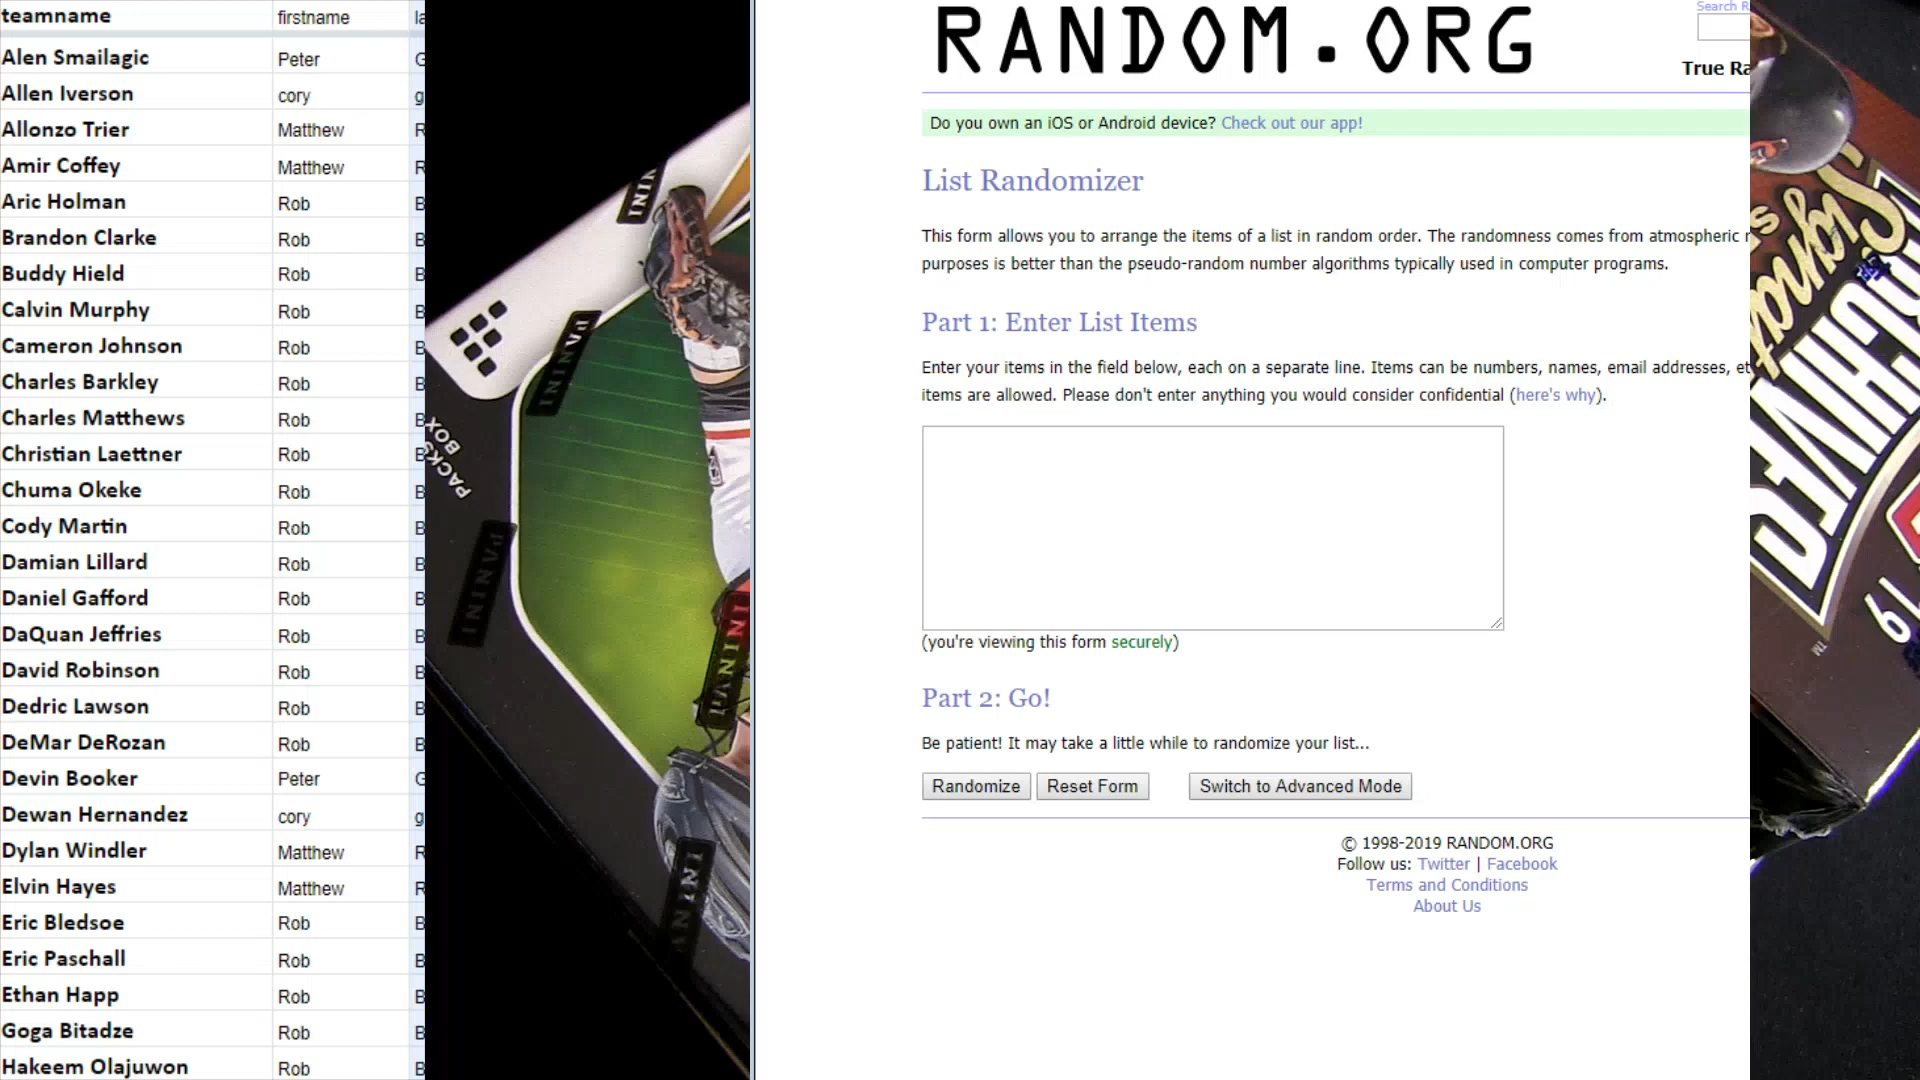 teamname firstname la
Alen Smailagic Peter G
Allen Iverson cory g
Allonzo Trier Matthew R
Amir Coffey Matthew R
Aric Holman Rob B
Brandon Clarke Rob B
Buddy Hield Rob B
Calvin Murphy Rob B
Cameron Johnson Rob B
Charles Barkley Rob B
Charles Matthews Rob B
Christian Laettner Rob B
Chuma Okeke Rob B
Cody Martin Rob B
Damian Lillard Rob B
Daniel Gafford Rob B
DaQuan Jeffries Rob B
David Robinson Rob B
Dedric Lawson Rob B
DeMar DeRozan Rob B
Devin Booker Peter G
Dewan Hernandez cory g
Dylan Windler Matthew R
Elvin Hayes Matthew R
Eric Bledsoe Rob B
Eric Paschall Rob B
Ethan Happ Rob B
Goga Bitadze Rob B
Hakeem Olajuwon Rob B
PACKS
BOX
PANINI
PANINI
PANINI
RANDOM.ORG
Search R
True Ra
Do you own an iOS or Android device? Check out our app!
List Randomizer
This form allows you to arrange the items of a list in random order. The randomness comes from atmospheric n
purposes is better than the pseudo-random number algorithms typically used in computer programs.
Part 1: Enter List Items
Enter your items in the field below, each on a separate line. Items can be numbers, names, email addresses, et
items are allowed. Please don't enter anything you would consider confidential (here's why).
(you're viewing this form securely)
Part 2: Go!
Be patient! It may take a little while to randomize your list...
Randomize Reset Form Switch to Advanced Mode
© 1998-2019 RANDOM.ORG
Follow us: Twitter | Facebook
Terms and Conditions
About Us